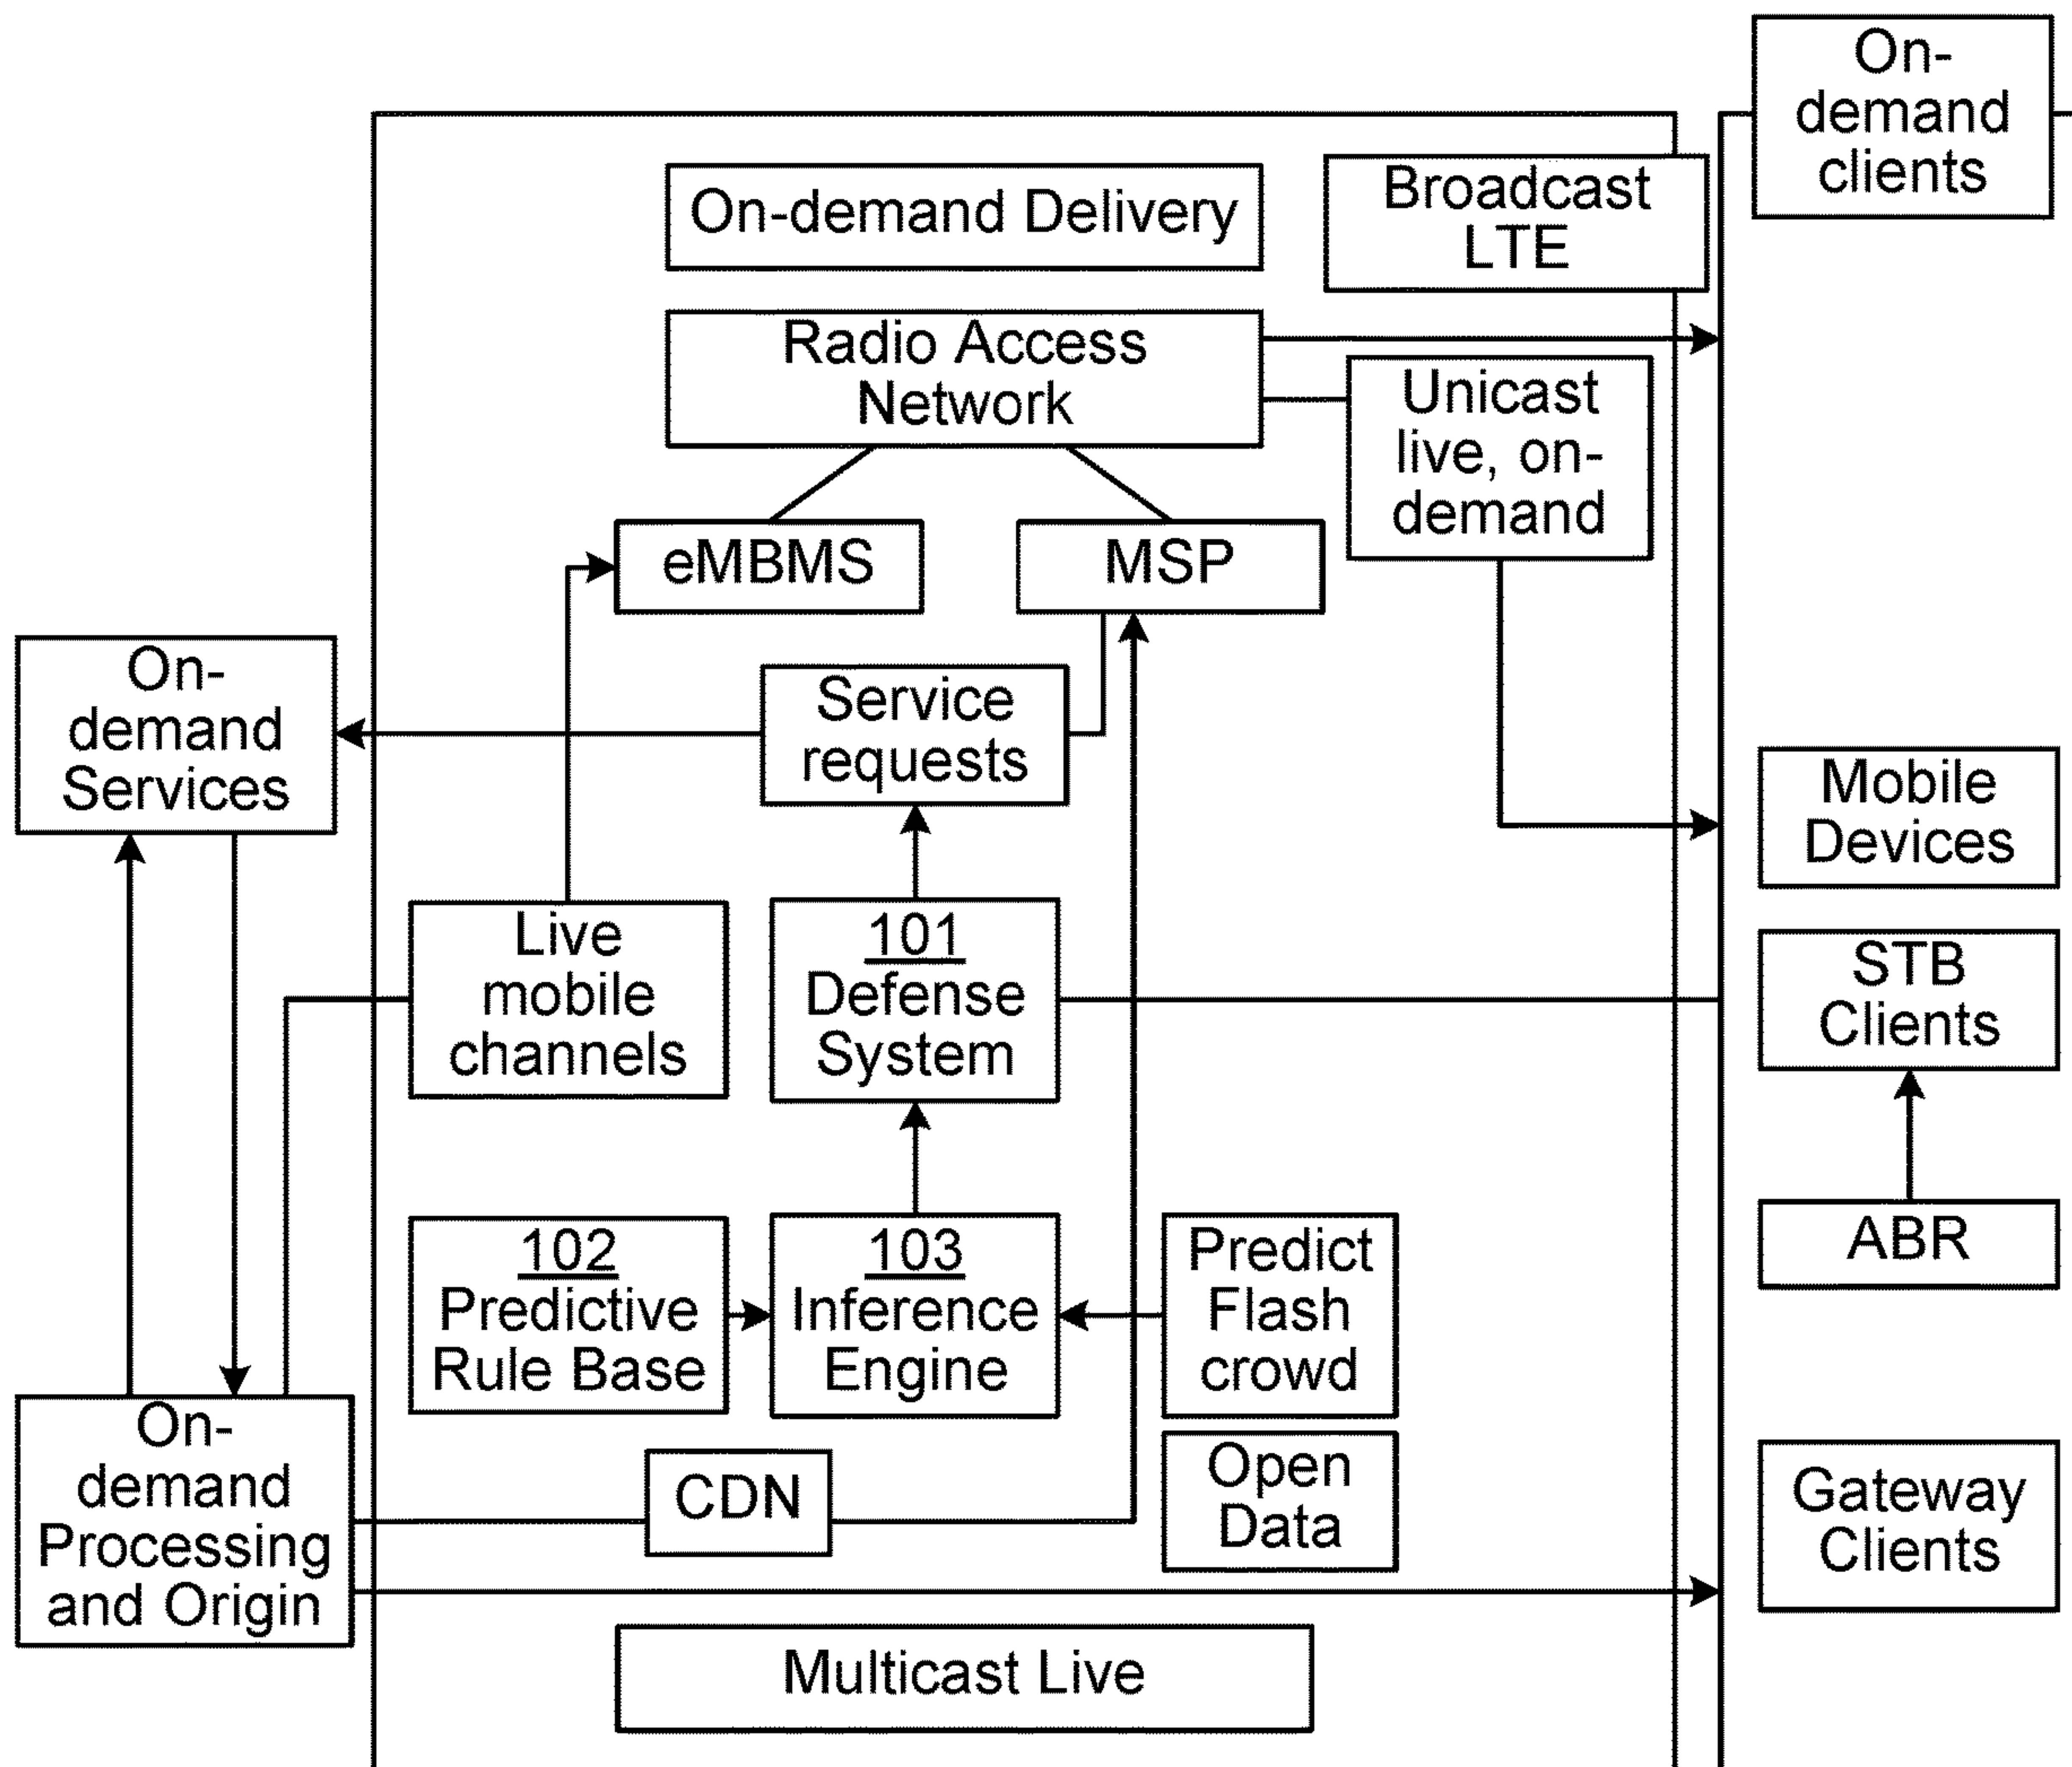 On-
demand
clients
On-demand Delivery
Broadcast
LTE
Radio Access
Network
Unicast
live, on-
demand
eMBMS
MSP
On-
demand
Services
Service
requests
Mobile
Devices
Live
mobile
channels
101
Defense
System
STB
Clients
102
Predictive
Rule Base
103
Inference
Engine
Predict
Flash
crowd
ABR
On-
demand
Processing
and Origin
CDN
Open
Data
Gateway
Clients
Multicast Live